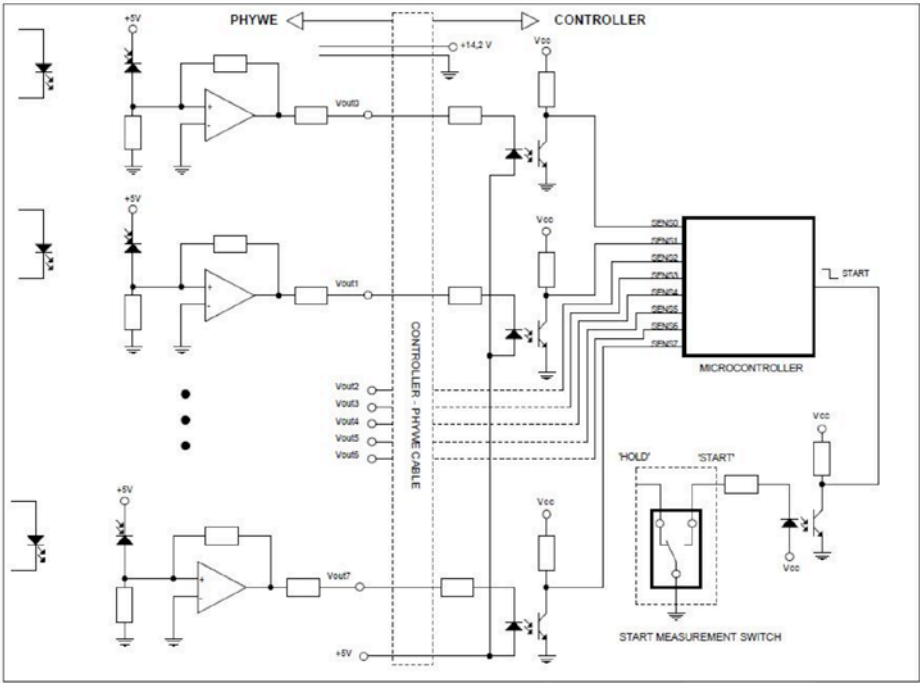 PHYWE CONTROLLER
+5V
+14,2 V
Vcc
Vout0
+
-
+5V
Vcc
Vout1
+
-
SENS0
SENS1
SENS2
SENS3
SENS4
SENS5
SENS6
SENS7
START
MICROCONTROLLER
CONTROLLER - PHYWE CABLE
Vout2
Vout3
Vout4
Vout5
Vout6
Vcc
'HOLD'
'START'
Vcc
START MEASUREMENT SWITCH
+5V
Vcc
Vout7
+
-
+5V